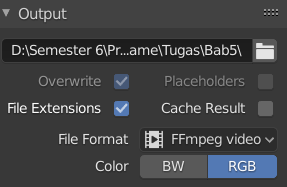 Output
D:\Semester 6\Pr...ame\Tugas\Bab5\
Overwrite Placeholders
File Extensions Cache Result
File Format FFmpeg video
Color BW RGB